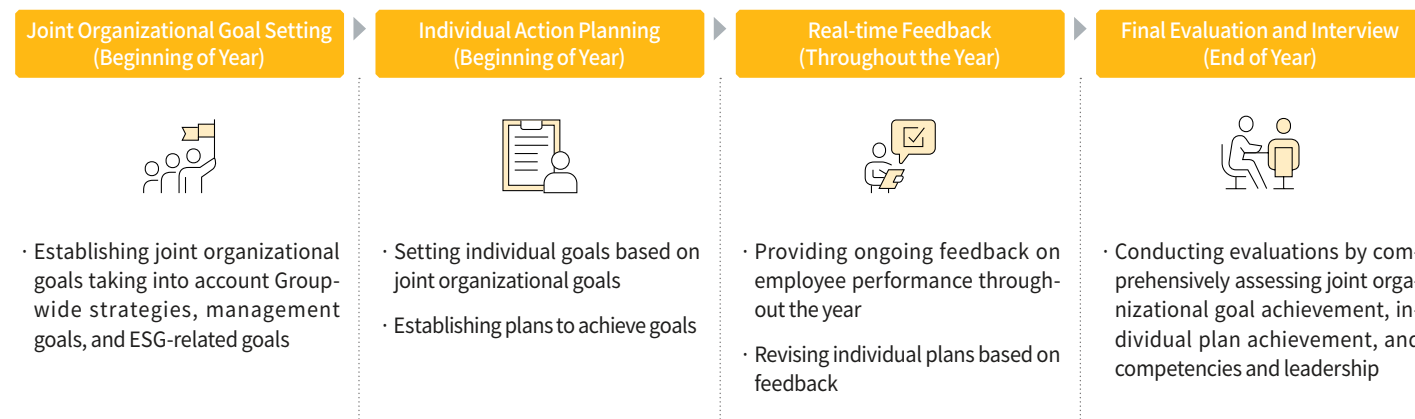 Joint Organizational Goal Setting
(Beginning of Year)
· Establishing joint organizational
goals taking into account Group-
wide strategies, management
goals, and ESG-related goals
Individual Action Planning
(Beginning of Year)
· Setting individual goals based on
joint organizational goals
· Establishing plans to achieve goals
Real-time Feedback
(Throughout the Year)
· Providing ongoing feedback on
employee performance through-
out the year
· Revising individual plans based on
feedback
Final Evaluation and Interview
(End of Year)
· Conducting evaluations by com-
prehensively assessing joint orga-
nizational goal achievement, in-
dividual plan achievement, and
competencies and leadership